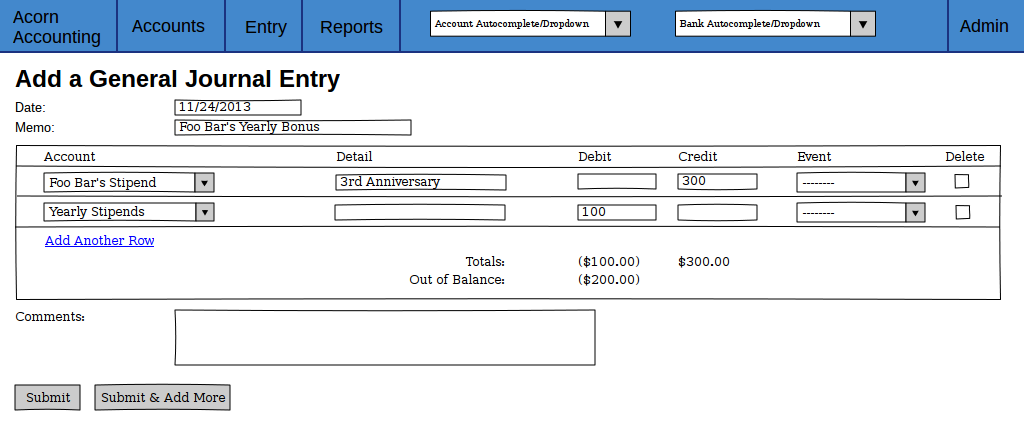 Acorn Accounting
Accounts
Entry
Reports
Account Autocomplete/Dropdown
Bank Autocomplete/Dropdown
Admin
Add a General Journal Entry
Date: 11/24/2013
Memo: Foo Bar's Yearly Bonus
Account Detail Debit Credit Event Delete
Foo Bar's Stipend 3rd Anniversary 300 --------
Yearly Stipends 100 --------
Add Another Row
Totals: ($100.00) $300.00
Out of Balance: ($200.00)
Comments:
Submit Submit & Add More